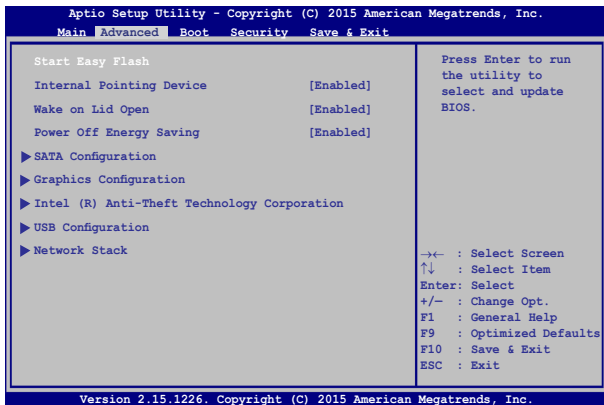 Aptio Setup Utility - Copyright (C) 2015 American Megatrends, Inc.
Main Advanced Boot Security Save & Exit
Start Easy Flash
Internal Pointing Device [Enabled]
Wake on Lid Open [Enabled]
Power Off Energy Saving [Enabled]
SATA Configuration
Graphics Configuration
Intel (R) Anti-Theft Technology Corporation
USB Configuration
Network Stack
Press Enter to run
the utility to
select and update
BIOS.
→← : Select Screen
↑↓ : Select Item
Enter: Select
+/— : Change Opt.
F1 : General Help
F9 : Optimized Defaults
F10 : Save & Exit
ESC : Exit
Version 2.15.1226. Copyright (C) 2015 American Megatrends, Inc.